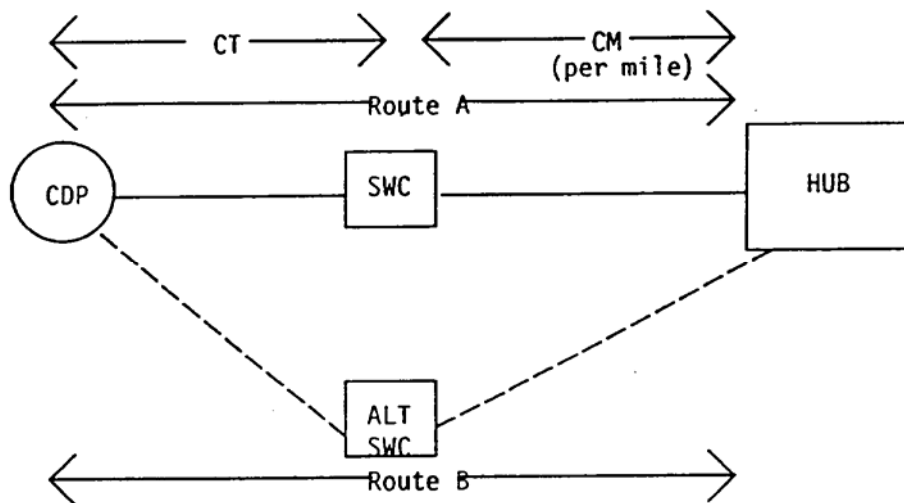 CT
CM
(per mile)
Route A
CDP
SWC
HUB
ALT
SWC
Route B